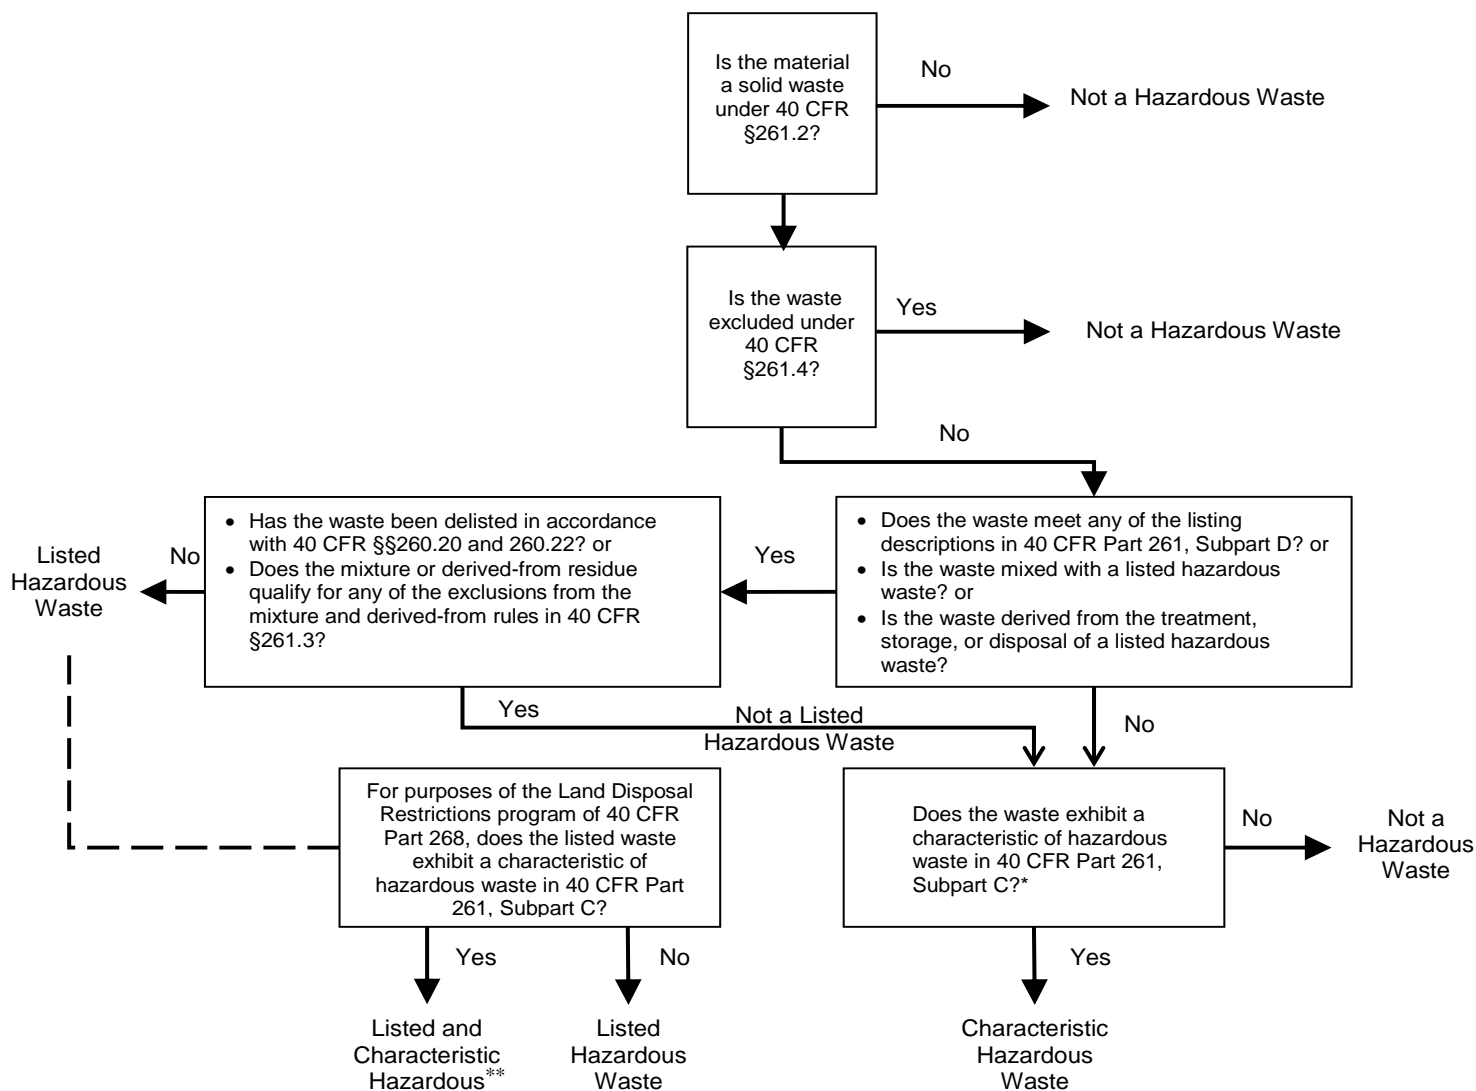 Is the material
a solid waste
under 40 CFR
§261.2?
No
Not a Hazardous Waste
Is the waste
excluded under
40 CFR
§261.4?
Yes
Not a Hazardous Waste
No
• Does the waste meet any of the listing
descriptions in 40 CFR Part 261, Subpart D? or
• Is the waste mixed with a listed hazardous
waste? or
• Is the waste derived from the treatment,
storage, or disposal of a listed hazardous
waste?
Yes
• Has the waste been delisted in accordance
with 40 CFR §§260.20 and 260.22? or
• Does the mixture or derived-from residue
qualify for any of the exclusions from the
mixture and derived-from rules in 40 CFR
§261.3?
No
Listed
Hazardous
Waste
Yes
Not a Listed
Hazardous Waste
No
For purposes of the Land Disposal
Restrictions program of 40 CFR
Part 268, does the listed waste
exhibit a characteristic of
hazardous waste in 40 CFR Part
261, Subpart C?
Does the waste exhibit a
characteristic of hazardous
waste in 40 CFR Part 261,
Subpart C?*
No
Not a
Hazardous
Waste
Yes
No
Yes
Listed and
Characteristic
Hazardous**
Listed
Hazardous
Waste
Characteristic
Hazardous
Waste